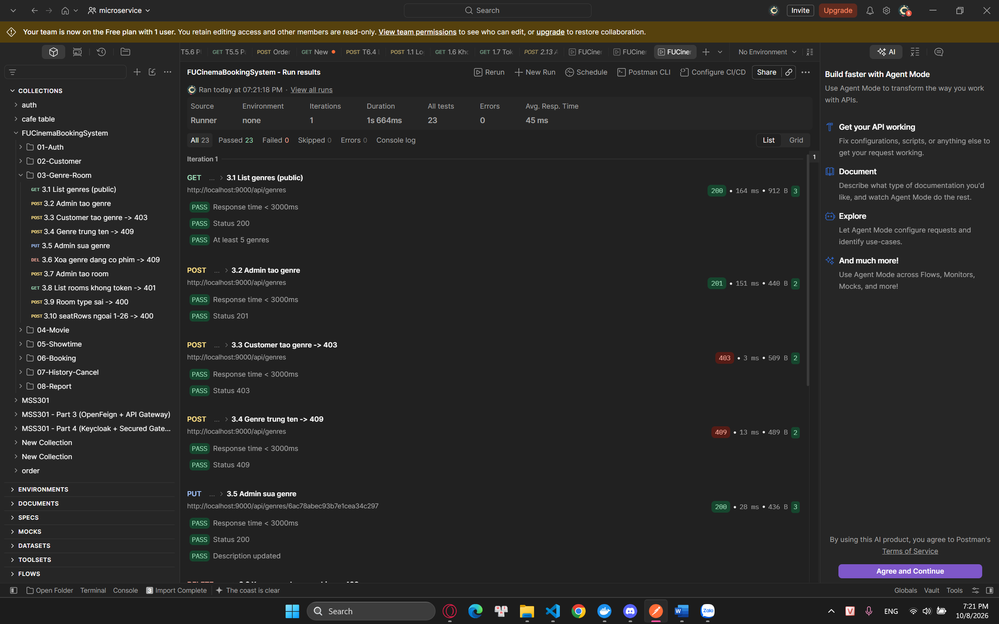 microservice
Search
Invite
Upgrade
Your team is now on the Free plan with 1 user. You retain editing access and other members are read-only. View team permissions to see who can edit, or upgrade to restore collaboration.
GET T5.5
POST Order
GET New
POST T6.4
POST 1.1
GET 1.6
GET 1.7 Tok
POST 2.13
FUCiner
FUCiner
FUCiner
No Environment
AI
FUCinemaBookingSystem - Run results
Rerun
New Run
Schedule
Postman CLI
Configure CI/CD
Share
Ran today at 07:21:18 PM · View all runs
Source Environment Iterations Duration All tests Errors Avg. Resp. Time
Runner none 1 1s 664ms 23 0 45 ms
All 23 Passed 23 Failed 0 Skipped 0 Errors 0 Console log
List Grid
COLLECTIONS
auth
cafe table
FUCinemaBookingSystem
01-Auth
02-Customer
03-Genre-Room
GET 3.1 List genres (public)
POST 3.2 Admin tao genre
POST 3.3 Customer tao genre -> 403
POST 3.4 Genre trung ten -> 409
PUT 3.5 Admin sua genre
DEL 3.6 Xoa genre dang co phim -> 409
POST 3.7 Admin tao room
GET 3.8 List rooms khong token -> 401
POST 3.9 Room type sai -> 400
POST 3.10 seatRows ngoai 1-26 -> 400
04-Movie
05-Showtime
06-Booking
07-History-Cancel
08-Report
MSS301
MSS301 - Part 3 (OpenFeign + API Gateway)
MSS301 - Part 4 (Keycloak + Secured Gate...
New Collection
New Collection
order
ENVIRONMENTS
DOCUMENTS
SPECS
MOCKS
DATASETS
TOOLSETS
FLOWS
Iteration 1
1
GET ... > 3.1 List genres (public)
http://localhost:9000/api/genres
200 • 164 ms • 912 B 3
PASS Response time < 3000ms
PASS Status 200
PASS At least 5 genres
POST ... > 3.2 Admin tao genre
http://localhost:9000/api/genres
201 • 151 ms • 440 B 2
PASS Response time < 3000ms
PASS Status 201
POST ... > 3.3 Customer tao genre -> 403
http://localhost:9000/api/genres
403 • 3 ms • 509 B 2
PASS Response time < 3000ms
PASS Status 403
POST ... > 3.4 Genre trung ten -> 409
http://localhost:9000/api/genres
409 • 13 ms • 489 B 2
PASS Response time < 3000ms
PASS Status 409
PUT ... > 3.5 Admin sua genre
http://localhost:9000/api/genres/6ac78abec93b7e1cea34c297
200 • 28 ms • 436 B 3
PASS Response time < 3000ms
PASS Status 200
PASS Description updated
Build faster with Agent Mode
Use Agent Mode to transform the way you work
with APIs.
Get your API working
Fix configurations, scripts, or anything else to
get your request working.
Document
Describe what type of documentation you'd
like, and watch Agent Mode do the rest.
Explore
Let Agent Mode configure requests and
identify use-cases.
And much more!
Use Agent Mode across Flows, Monitors,
Mocks, and more!
By using this AI product, you agree to Postman's
Terms of Service
Agree and Continue
Open Folder Terminal Console 3 Import Complete The coast is clear
Globals Vault Tools
Search
Zalo
ENG
7:21 PM
10/8/2026